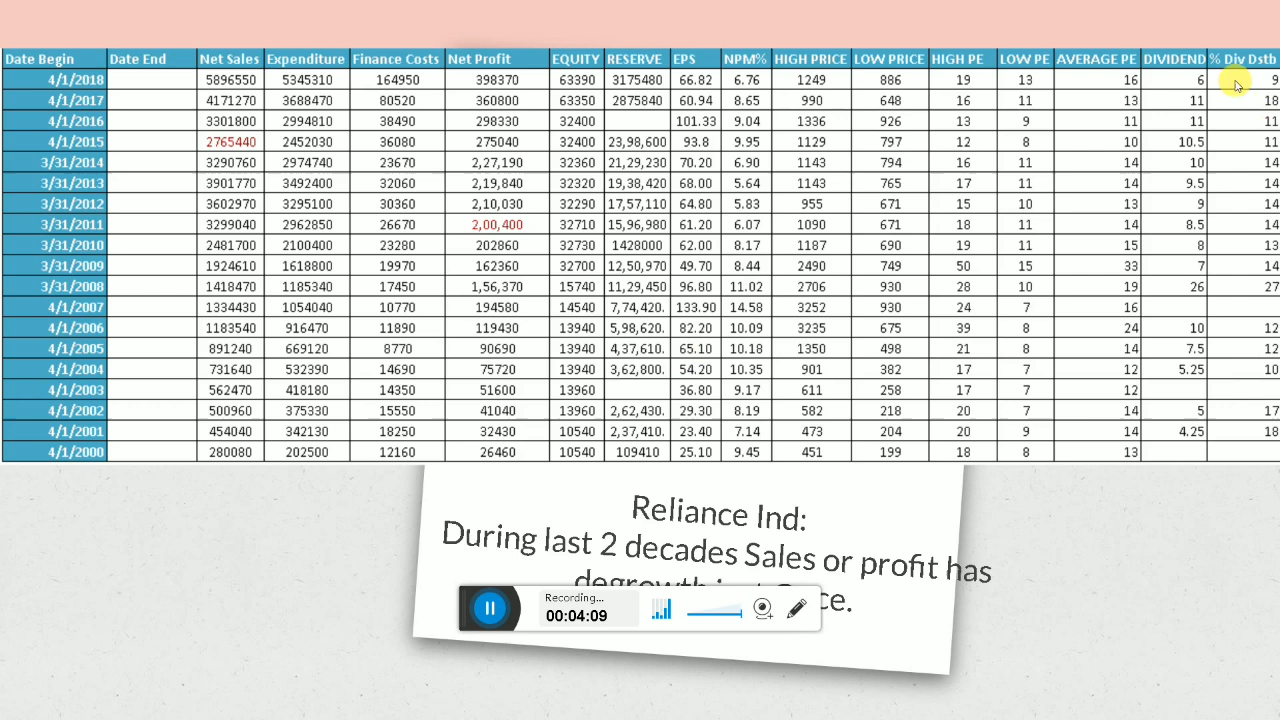 Date Begin Date End Net Sales Expenditure Finance Costs Net Profit EQUITY RESERVE EPS NPM% HIGH PRICE LOW PRICE HIGH PE LOW PE AVERAGE PE DIVIDEND % Div Dstb
4/1/2018 5896550 5345310 164950 398370 63390 3175480 66.82 6.76 1249 886 19 13 16 6 9
4/1/2017 4171270 3688470 80520 360800 63350 2875840 60.94 8.65 990 648 16 11 13 11 18
4/1/2016 3301800 2994810 38490 298330 32400 101.33 9.04 1336 926 13 9 11 11 11
4/1/2015 2765440 2452030 36080 275040 32400 23,98,600 93.8 9.95 1129 797 12 8 10 10.5 11
3/31/2014 3290760 2974740 23670 2,27,190 32360 21,29,230 70.20 6.90 1143 794 16 11 14 10 14
3/31/2013 3901770 3492400 32060 2,19,840 32320 19,38,420 68.00 5.64 1143 765 17 11 14 9.5 14
3/31/2012 3602970 3295100 30360 2,10,030 32290 17,57,110 64.80 5.83 955 671 15 10 13 9 14
3/31/2011 3299040 2962850 26670 2,00,400 32710 15,96,980 61.20 6.07 1090 671 18 11 14 8.5 14
3/31/2010 2481700 2100400 23280 202860 32730 1428000 62.00 8.17 1187 690 19 11 15 8 13
3/31/2009 1924610 1618800 19970 162360 32700 12,50,970 49.70 8.44 2490 749 50 15 33 7 14
3/31/2008 1418470 1185340 17450 1,56,370 15740 11,29,450 96.80 11.02 2706 930 28 10 19 26 27
4/1/2007 1334430 1054040 10770 194580 14540 7,74,420. 133.90 14.58 3252 930 24 7 16
4/1/2006 1183540 916470 11890 119430 13940 5,98,620. 82.20 10.09 3235 675 39 8 24 10 12
4/1/2005 891240 669120 8770 90690 13940 4,37,610. 65.10 10.18 1350 498 21 8 14 7.5 12
4/1/2004 731640 532390 14690 75720 13940 3,62,800. 54.20 10.35 901 382 17 7 12 5.25 10
4/1/2003 562470 418180 14350 51600 13960 36.80 9.17 611 258 17 7 12
4/1/2002 500960 375330 15550 41040 13960 2,62,430. 29.30 8.19 582 218 20 7 14 5 17
4/1/2001 454040 342130 18250 32430 10540 2,37,410. 23.40 7.14 473 204 20 9 14 4.25 18
4/1/2000 280080 202500 12160 26460 10540 109410 25.10 9.45 451 199 18 8 13
Reliance Ind:
During last 2 decades Sales or profit has
Recording...
00:04:09